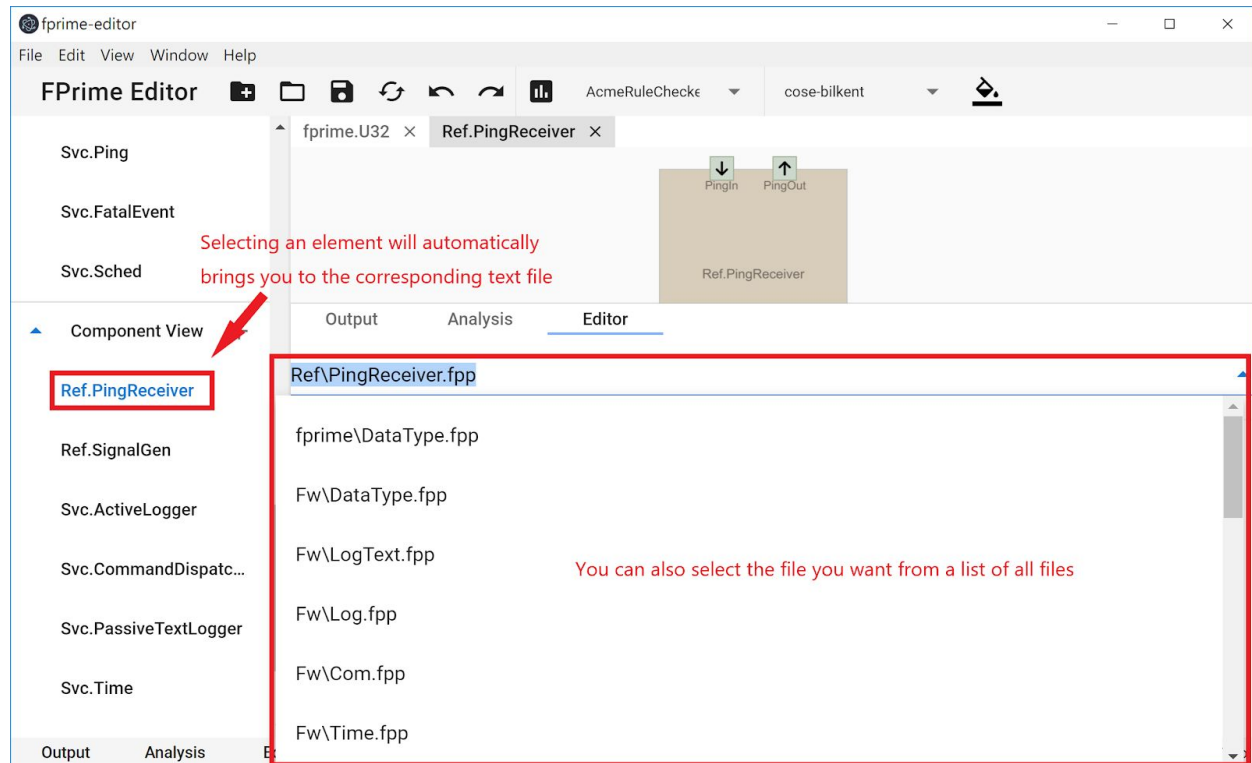 fprime-editor
File Edit View Window Help
FPrime Editor
AcmeRuleChecke
cose-bilkent
fprime.U32
Ref.PingReceiver
Svc.Ping
Svc.FatalEvent
Svc.Sched
PingIn PingOut
Ref.PingReceiver
Selecting an element will automatically
brings you to the corresponding text file
Output Analysis Editor
Component View
Ref.PingReceiver
Ref.SignalGen
Svc.ActiveLogger
Svc.CommandDispatc...
Svc.PassiveTextLogger
Svc.Time
Ref\PingReceiver.fpp
fprime\DataType.fpp
Fw\DataType.fpp
Fw\LogText.fpp
You can also select the file you want from a list of all files
Fw\Log.fpp
Fw\Com.fpp
Fw\Time.fpp
Output Analysis